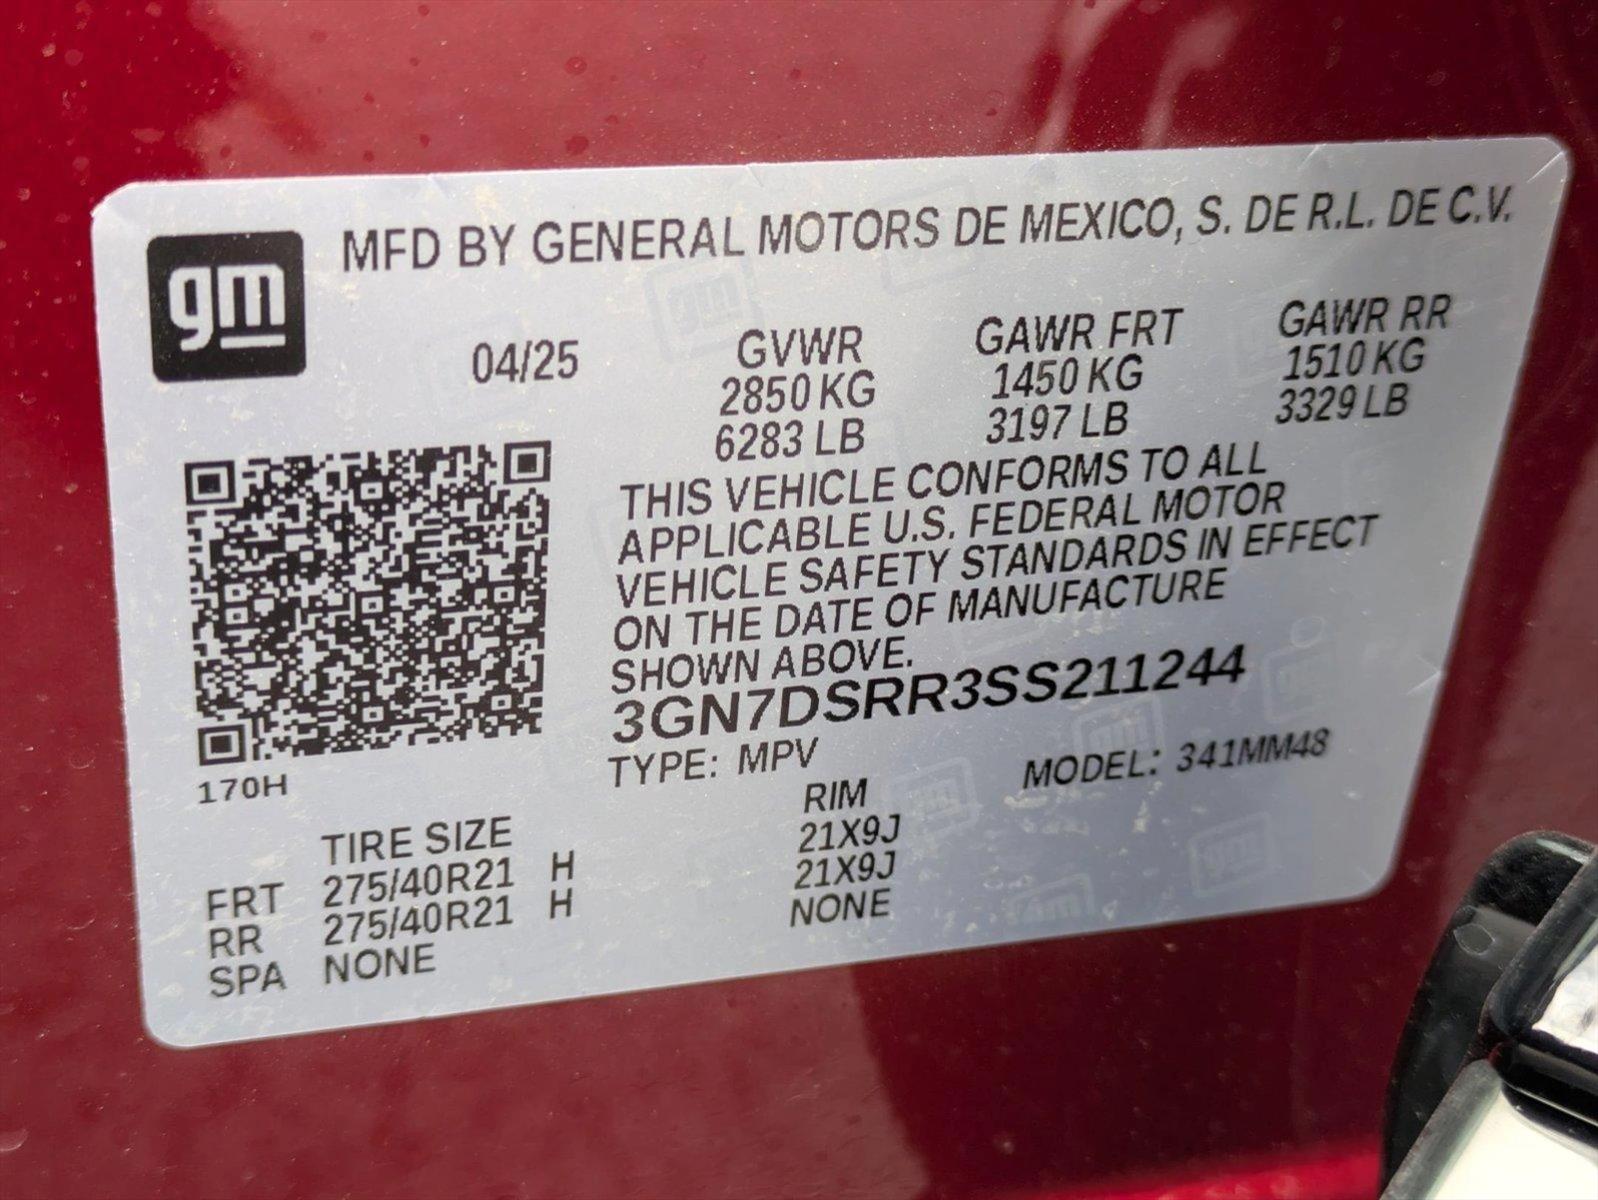 gm
MFD BY GENERAL MOTORS DE MEXICO, S. DE R.L. DE C.V.
04/25 GVWR GAWR FRT GAWR RR
2850 KG 1450 KG 1510 KG
6283 LB 3197 LB 3329 LB
THIS VEHICLE CONFORMS TO ALL
APPLICABLE U.S. FEDERAL MOTOR
VEHICLE SAFETY STANDARDS IN EFFECT
ON THE DATE OF MANUFACTURE
SHOWN ABOVE.
3GN7DSRR3SS211244
170H TYPE: MPV MODEL: 341MM48
TIRE SIZE RIM
FRT 275/40R21 H 21X9J
RR 275/40R21 H 21X9J
SPA NONE NONE